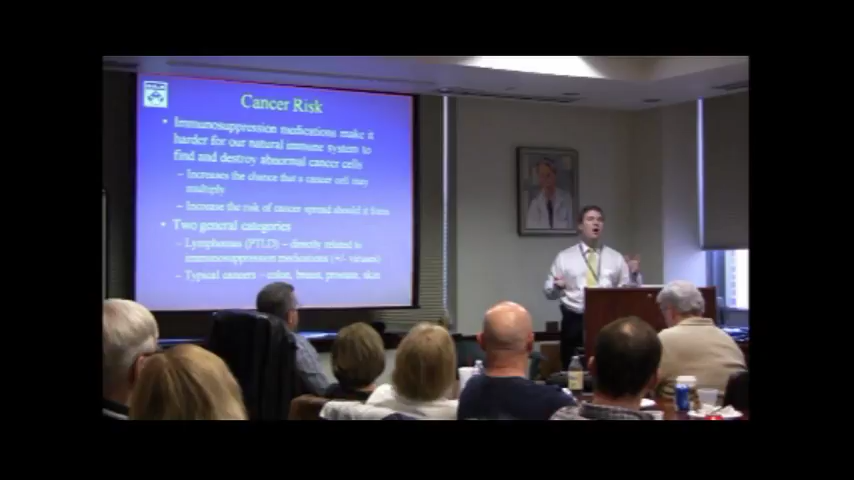 Cancer Risk
• Immunosuppression medications make it
harder for our natural immune system to
find and destroy abnormal cancer cells
– Increases the chance that a cancer cell may
multiply
– Increase the risk of cancer spread should it form
• Two general categories
– Lymphomas (PTLD) – directly related to
immunosuppression medications (+/- viruses)
– Typical cancers – colon, breast, prostate, skin